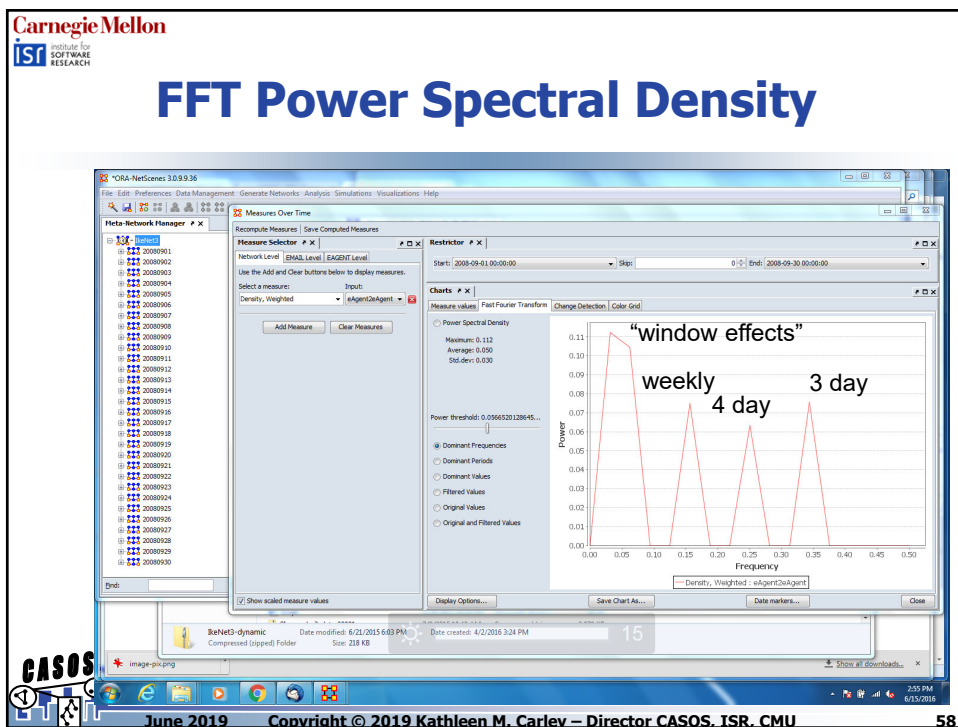 Carnegie Mellon
isr institute for
SOFTWARE
RESEARCH
FFT Power Spectral Density
*ORA-NetScenes 3.0.9.9.36
File Edit Preferences Data Management Generate Networks Analysis Simulations Visualizations Help
Meta-Network Manager
IkeNet3
20080901
20080902
20080903
20080904
20080905
20080906
20080907
20080908
20080909
20080910
20080911
20080912
20080913
20080914
20080915
20080916
20080917
20080918
20080919
20080920
20080921
20080922
20080923
20080924
20080925
20080926
20080927
20080928
20080929
20080930
Find:
Measures Over Time
Recompute Measures Save Computed Measures
Measure Selector
Network Level EMAIL Level EAGENT Level
Use the Add and Clear buttons below to display measures.
Select a measure: Input:
Density, Weighted eAgent2eAgent
Add Measure Clear Measures
Show scaled measure values
Restrictor
Start: 2008-09-01 00:00:00 Skip: 0 End: 2008-09-30 00:00:00
Charts
Measure values Fast Fourier Transform Change Detection Color Grid
Power Spectral Density
Maximum: 0.112
Average: 0.050
Std.dev: 0.030
Power threshold: 0.0566520128645...
Dominant Frequencies
Dominant Periods
Dominant Values
Filtered Values
Original Values
Original and Filtered Values
"window effects"
weekly
4 day
3 day
Power
0.11
0.10
0.09
0.08
0.07
0.06
0.05
0.04
0.03
0.02
0.01
0.00
0.00 0.05 0.10 0.15 0.20 0.25 0.30 0.35 0.40 0.45 0.50
Frequency
Density, Weighted : eAgent2eAgent
Display Options... Save Chart As... Date markers... Close
IkeNet3-dynamic Date modified: 6/21/2015 6:03 PM Date created: 4/2/2016 3:24 PM
Compressed (zipped) Folder Size: 218 KB
15
image-pix.png
Show all downloads...
2:55 PM
6/15/2016
CASOS
June 2019 Copyright © 2019 Kathleen M. Carley – Director CASOS, ISR, CMU 58